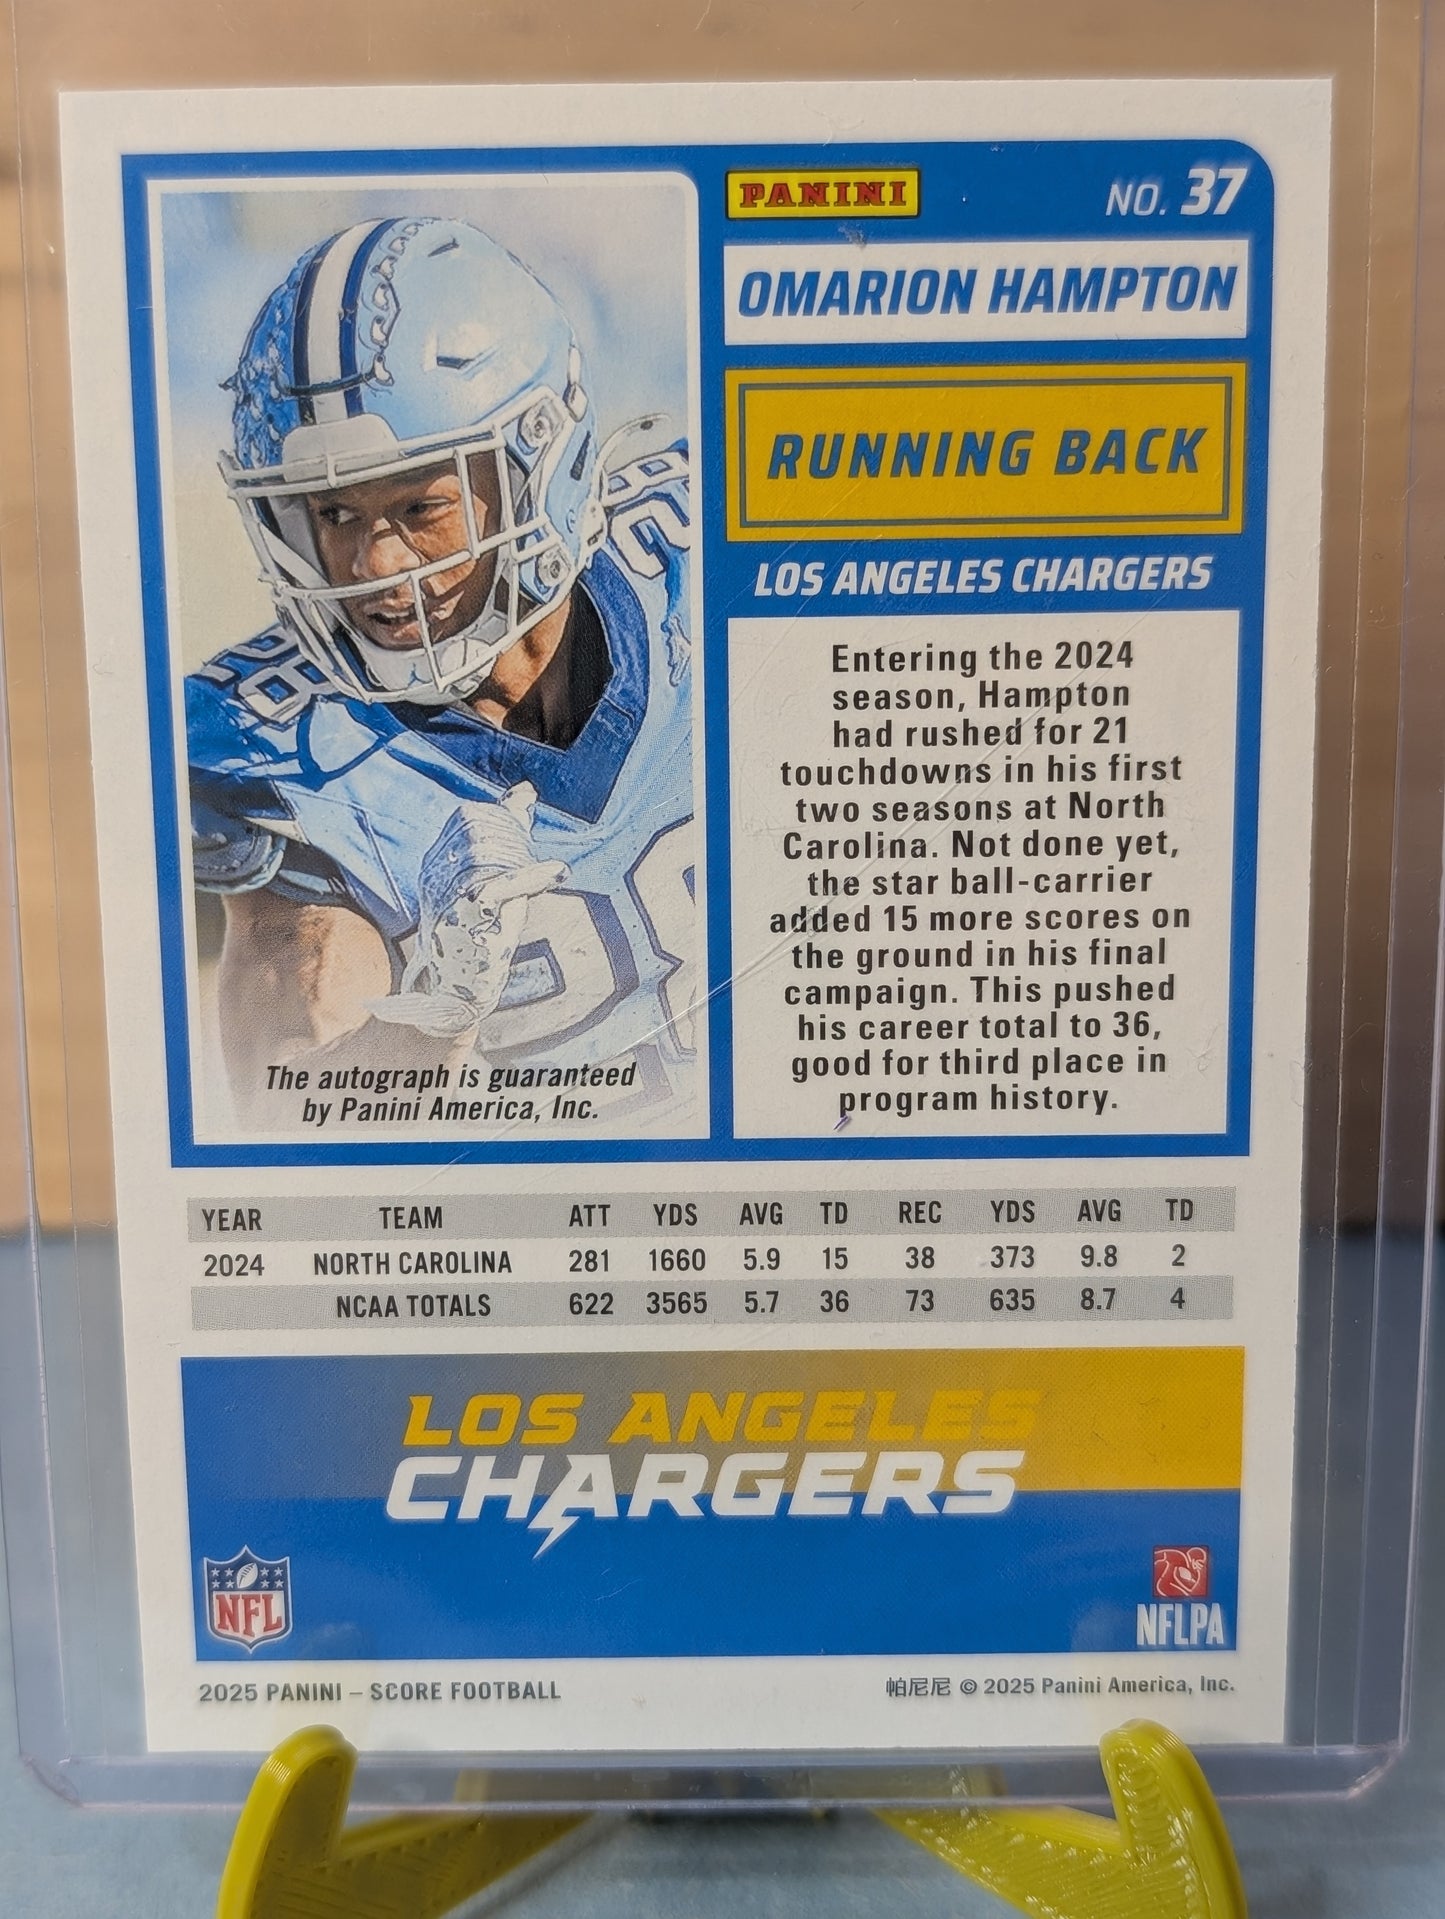 PANINI
NO. 37
OMARION HAMPTON
RUNNING BACK
LOS ANGELES CHARGERS
Entering the 2024
season, Hampton
had rushed for 21
touchdowns in his first
two seasons at North
Carolina. Not done yet,
the star ball-carrier
added 15 more scores on
the ground in his final
campaign. This pushed
his career total to 36,
good for third place in
program history.
28
28
The autograph is guaranteed
by Panini America, Inc.
YEAR TEAM ATT YDS AVG TD REC YDS AVG TD
2024 NORTH CAROLINA 281 1660 5.9 15 38 373 9.8 2
NCAA TOTALS 622 3565 5.7 36 73 635 8.7 4
LOS ANGELES
CHARGERS
NFL
NFLPA
2025 PANINI – SCORE FOOTBALL
帕尼尼 © 2025 Panini America, Inc.